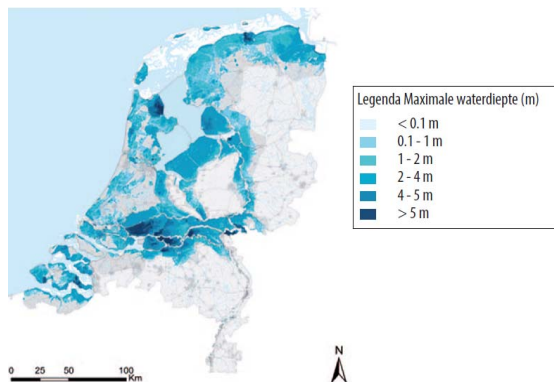 Legenda Maximale waterdiepte (m)
< 0.1 m
0.1 - 1 m
1 - 2 m
2 - 4 m
4 - 5 m
> 5 m
N
0 25 50 100
Km